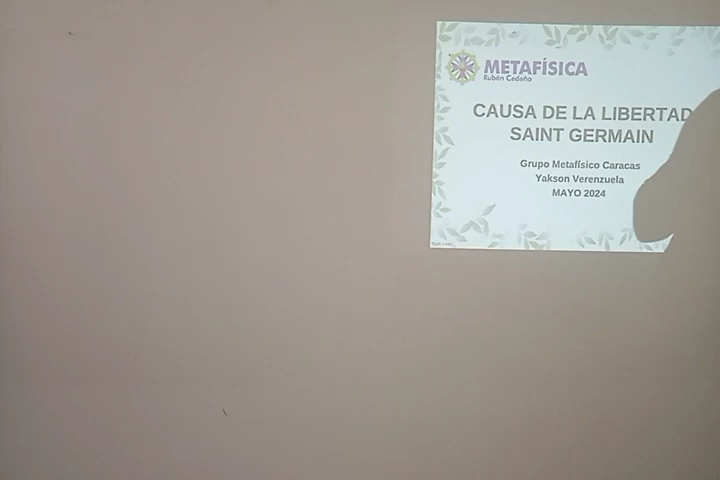 METAFÍSICA
Rubén Cedeño
CAUSA DE LA LIBERTAD
SAINT GERMAIN
Grupo Metafísico Caracas
Yakson Verenzuela
MAYO 2024